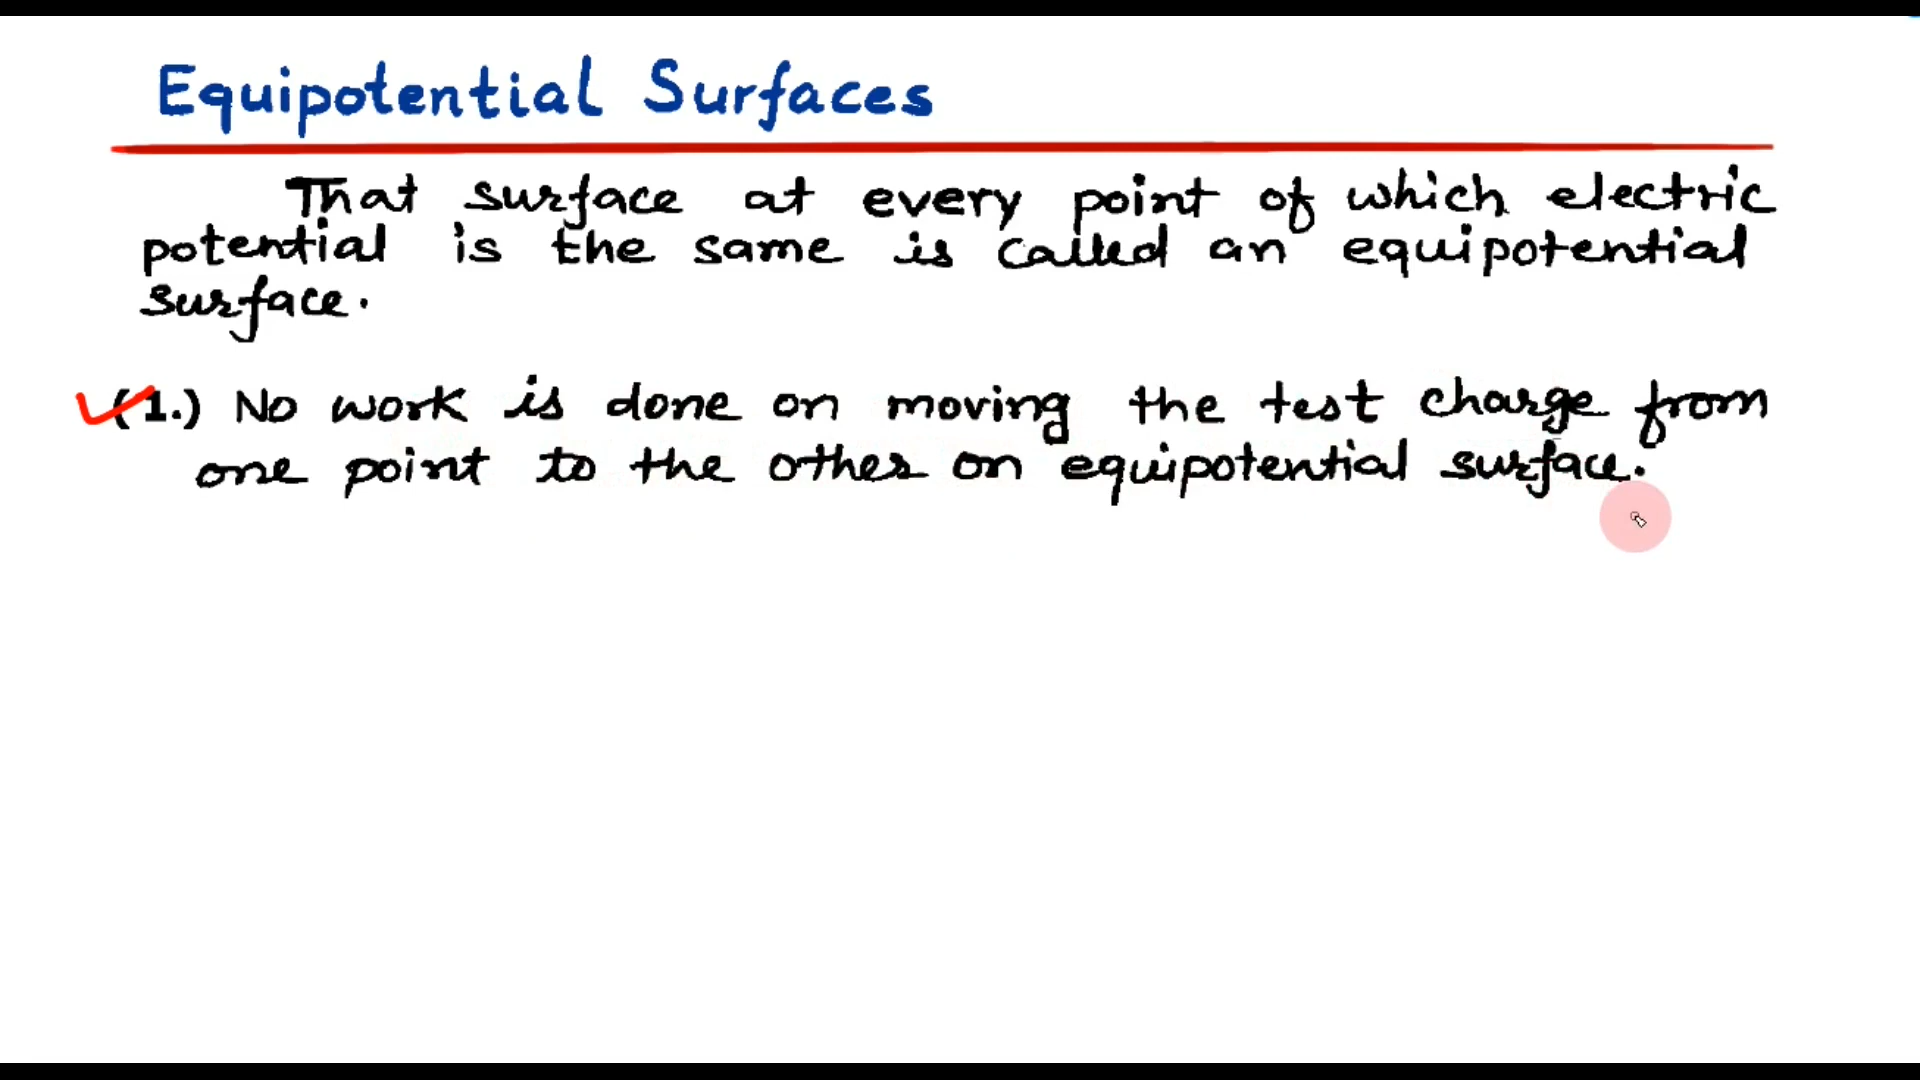 Equipotential Surfaces
That surface at every point of which electric
potential is the same is called an equipotential
surface.
(1.) No work is done on moving the test charge from
one point to the other on equipotential surface.